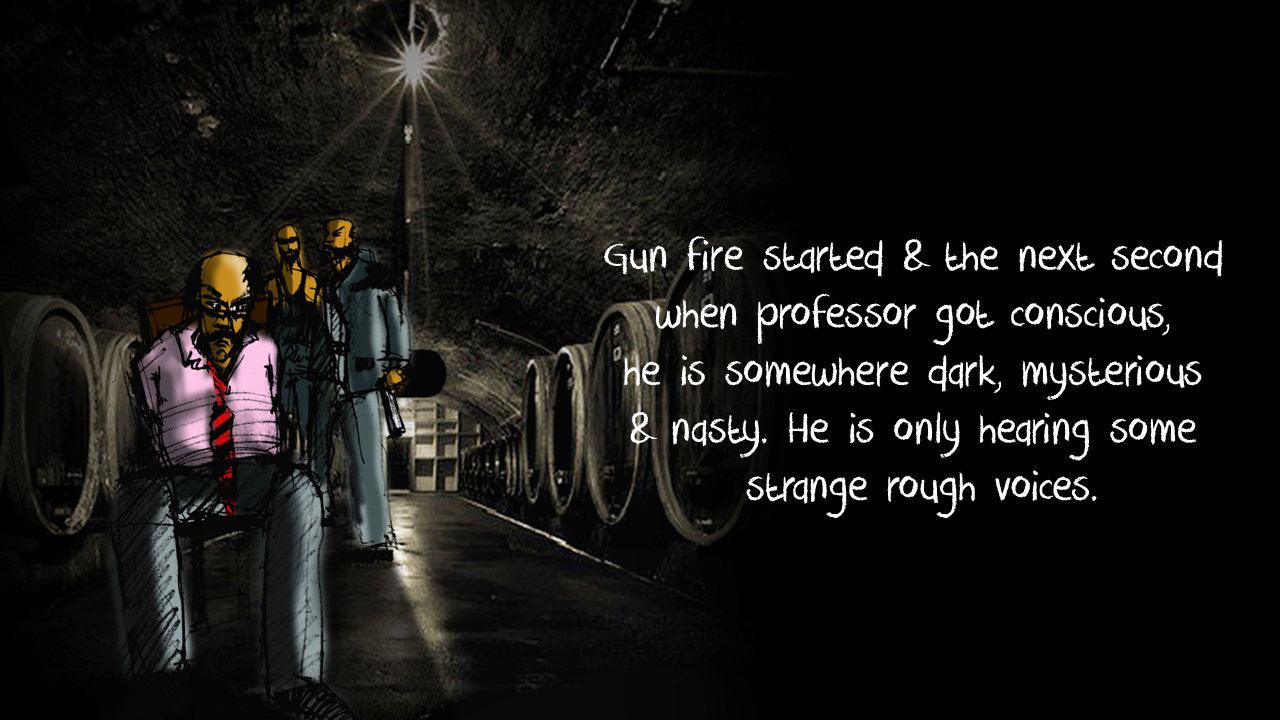 Gun fire started & the next second
when professor got conscious,
he is somewhere dark, mysterious
& nasty. He is only hearing some
strange rough voices.